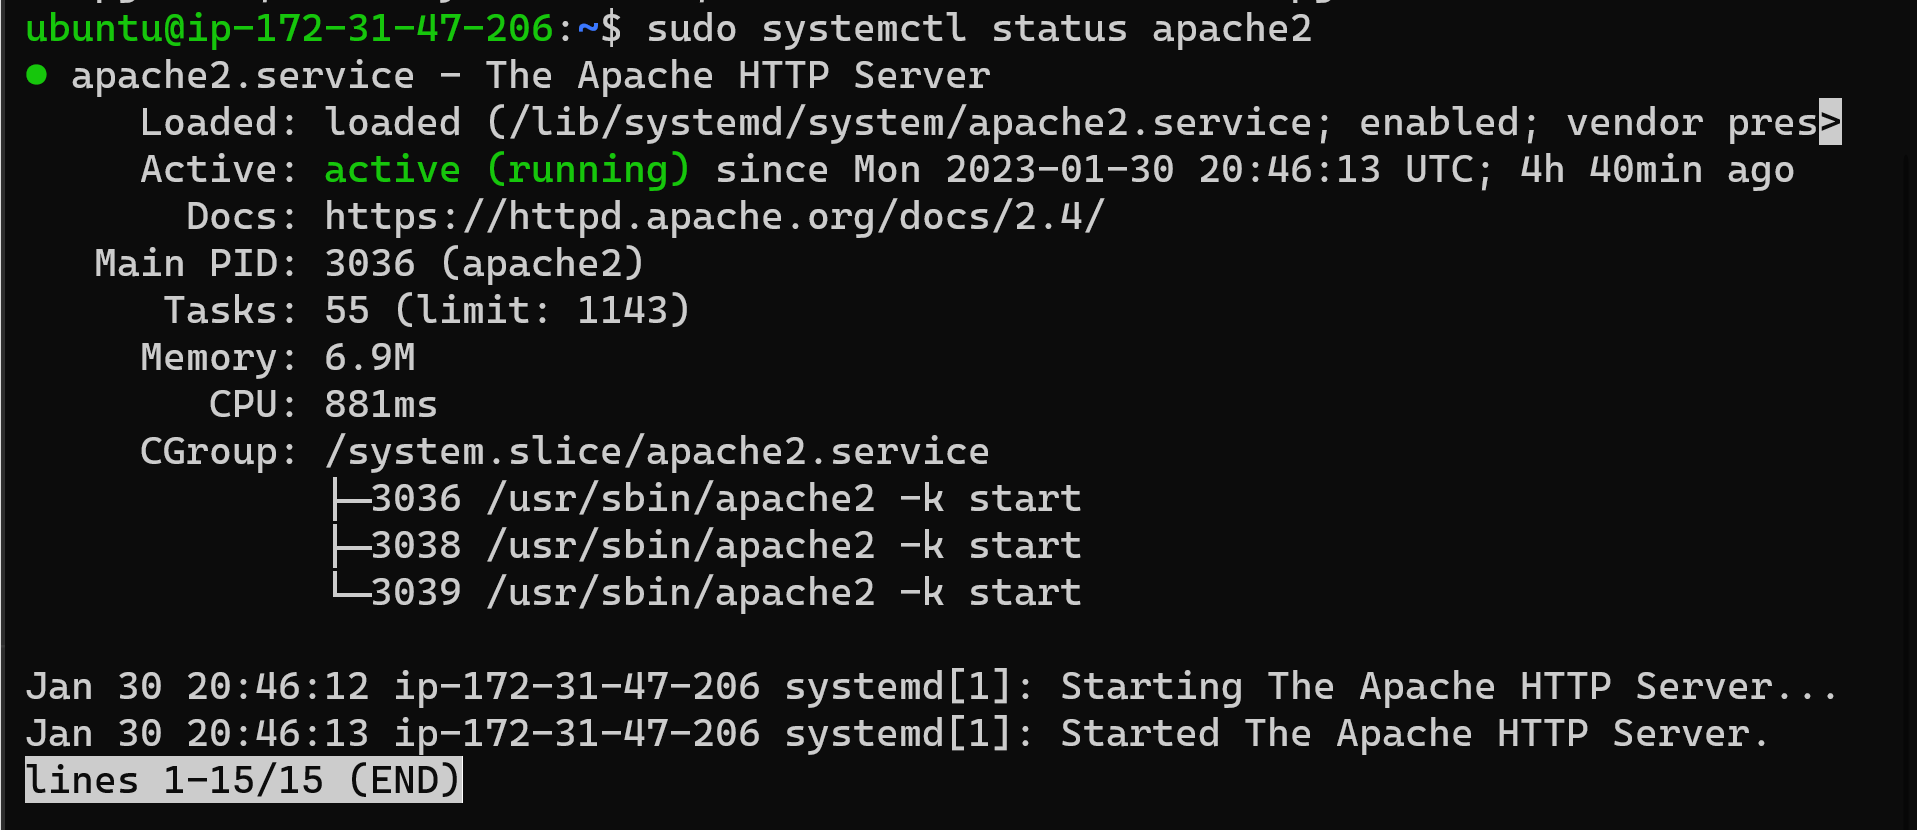 ubuntu@ip-172-31-47-206:~$ sudo systemctl status apache2
● apache2.service - The Apache HTTP Server
     Loaded: loaded (/lib/systemd/system/apache2.service; enabled; vendor pres>
     Active: active (running) since Mon 2023-01-30 20:46:13 UTC; 4h 40min ago
       Docs: https://httpd.apache.org/docs/2.4/
   Main PID: 3036 (apache2)
      Tasks: 55 (limit: 1143)
     Memory: 6.9M
        CPU: 881ms
     CGroup: /system.slice/apache2.service
             ├─3036 /usr/sbin/apache2 -k start
             ├─3038 /usr/sbin/apache2 -k start
             └─3039 /usr/sbin/apache2 -k start

Jan 30 20:46:12 ip-172-31-47-206 systemd[1]: Starting The Apache HTTP Server...
Jan 30 20:46:13 ip-172-31-47-206 systemd[1]: Started The Apache HTTP Server.
lines 1-15/15 (END)